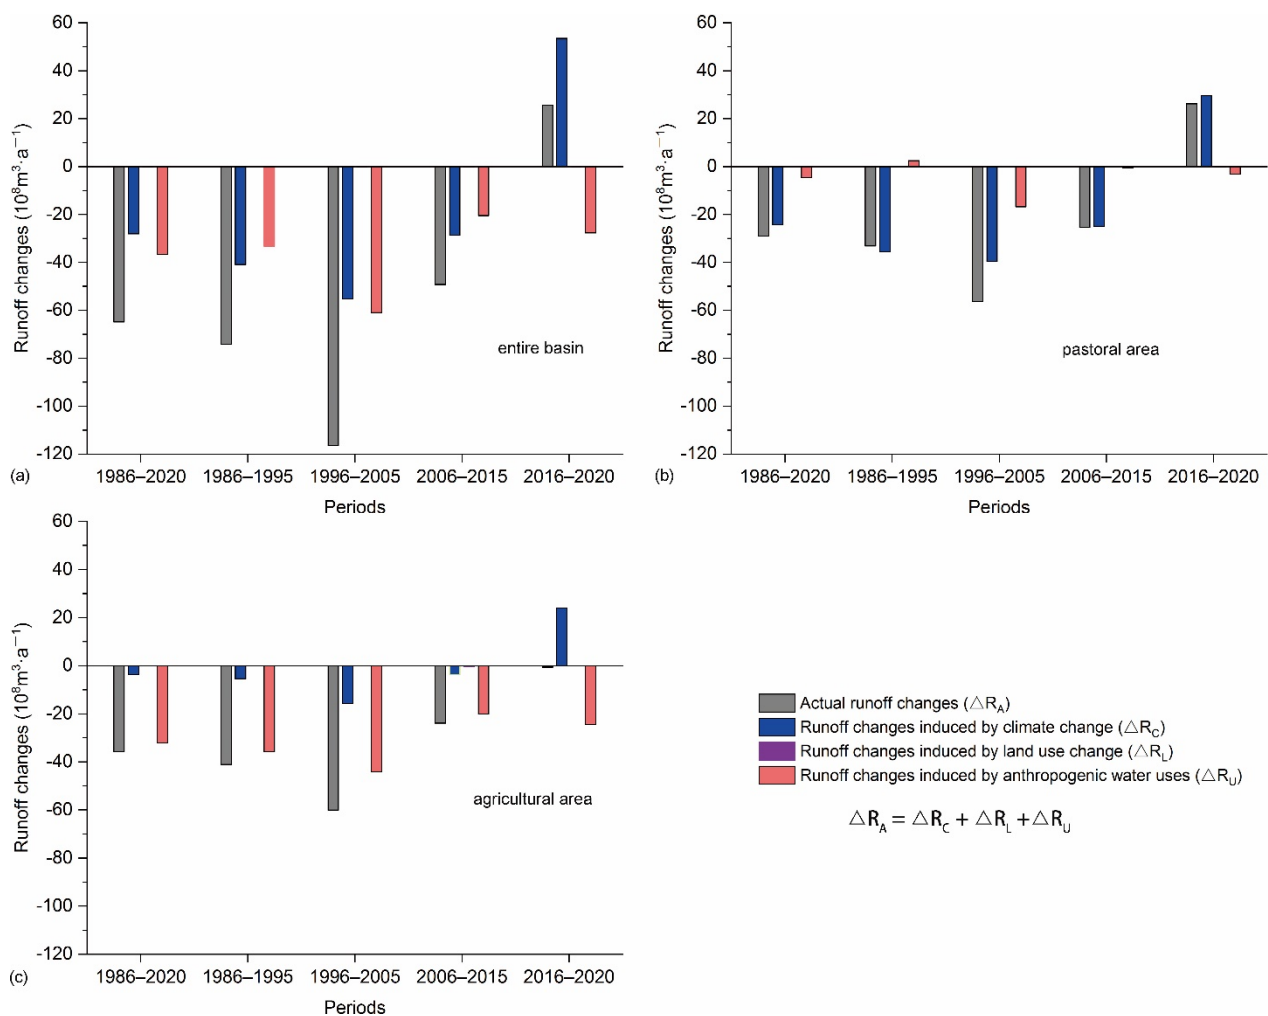 60
40
20
0
-20
-40
-60
-80
-100
-120
Runoff changes (10⁸m³·a⁻¹)
entire basin
(a)
1986–2020 1986–1995 1996–2005 2006–2015 2016–2020
Periods
60
40
20
0
-20
-40
-60
-80
-100
-120
Runoff changes (10⁸m³·a⁻¹)
pastoral area
(b)
1986–2020 1986–1995 1996–2005 2006–2015 2016–2020
Periods
60
40
20
0
-20
-40
-60
-80
-100
-120
Runoff changes (10⁸m³·a⁻¹)
agricultural area
(c)
1986–2020 1986–1995 1996–2005 2006–2015 2016–2020
Periods
Actual runoff changes (△R_A)
Runoff changes induced by climate change (△R_C)
Runoff changes induced by land use change (△R_L)
Runoff changes induced by anthropogenic water uses (△R_U)
△R_A = △R_C + △R_L + △R_U